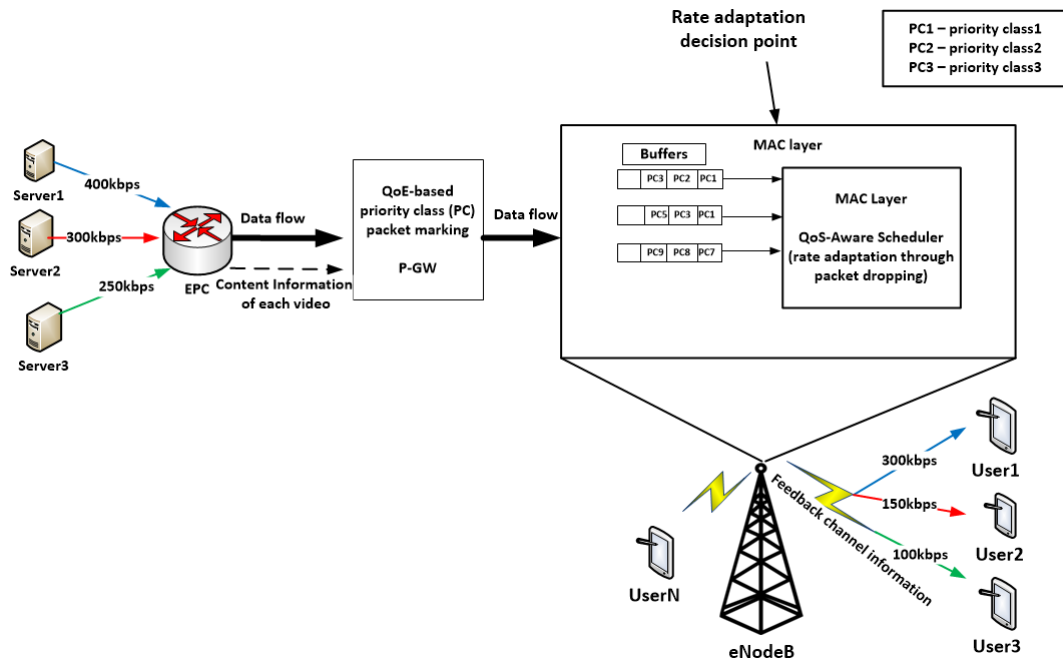 Rate adaptation
decision point
PC1 – priority class1
PC2 – priority class2
PC3 – priority class3
Server1
400kbps
Server2
300kbps
Server3
250kbps
EPC
Data flow
Content Information
of each video
QoE-based
priority class (PC)
packet marking
P-GW
Data flow
MAC layer
Buffers
PC3 PC2 PC1
PC5 PC3 PC1
PC9 PC8 PC7
MAC Layer
QoS-Aware Scheduler
(rate adaptation through
packet dropping)
300kbps
User1
150kbps
User2
100kbps
User3
Feedback channel information
UserN
eNodeB